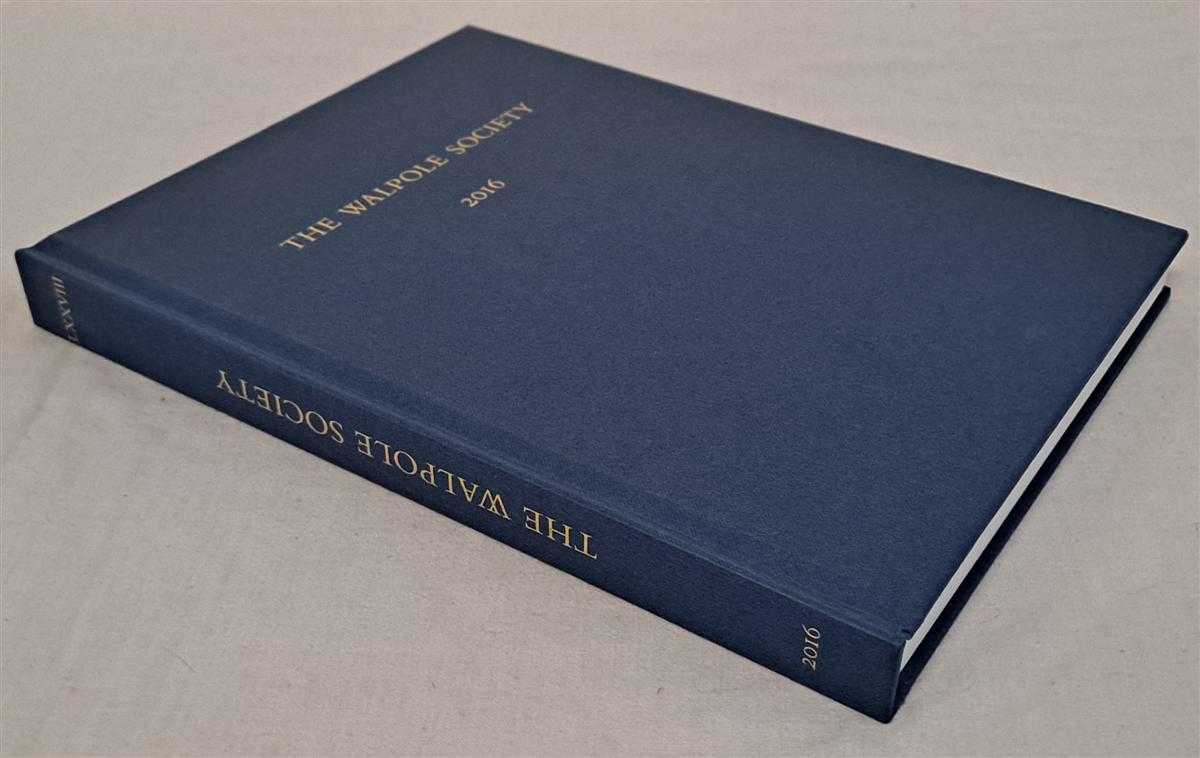 THE WALPOLE SOCIETY
2016
LXXVIII
THE WALPOLE SOCIETY
2016